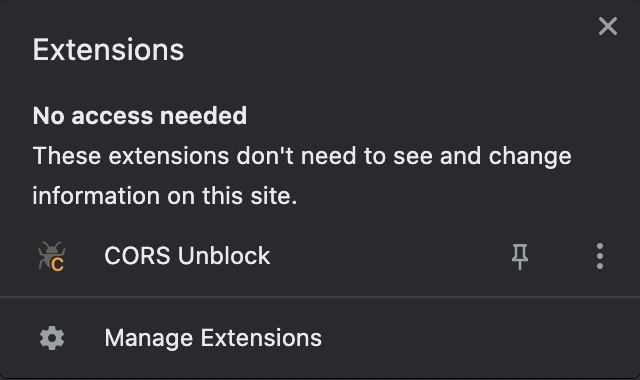 Extensions
No access needed
These extensions don't need to see and change
information on this site.
C
CORS Unblock
Manage Extensions